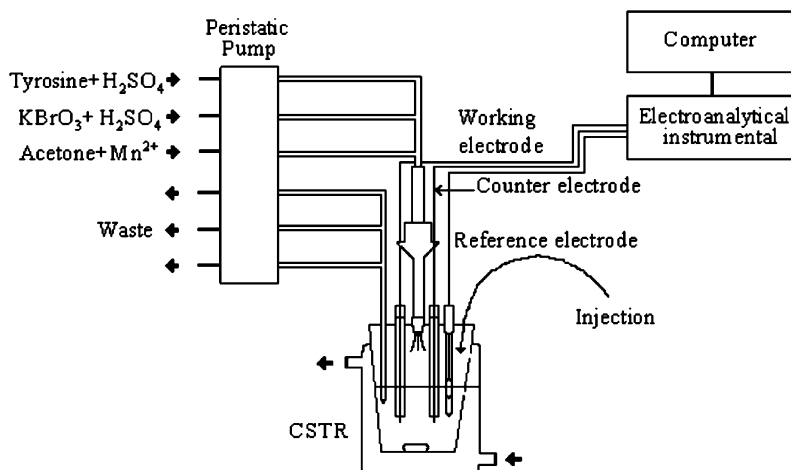 Peristatic
Pump
Tyrosine+ H₂SO₄
KBrO₃+ H₂SO₄
Acetone+ Mn²⁺
Waste
Computer
Electroanalytical
instrumental
Working
electrode
Counter electrode
Reference electrode
Injection
CSTR